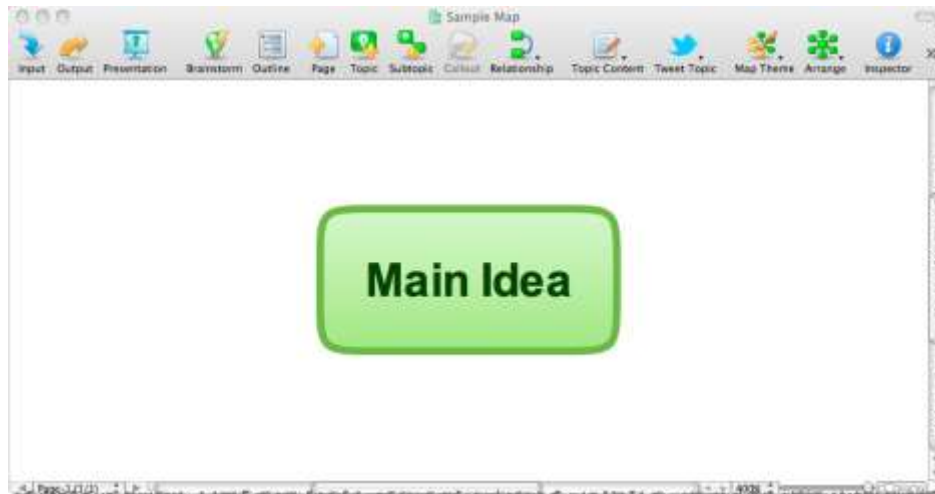 Sample Map
Input Output Presentation Brainstorm Outline Page Topic Subtopic Callout Relationship Topic Content Tweet Topic Map Theme Arrange Inspector
Main Idea